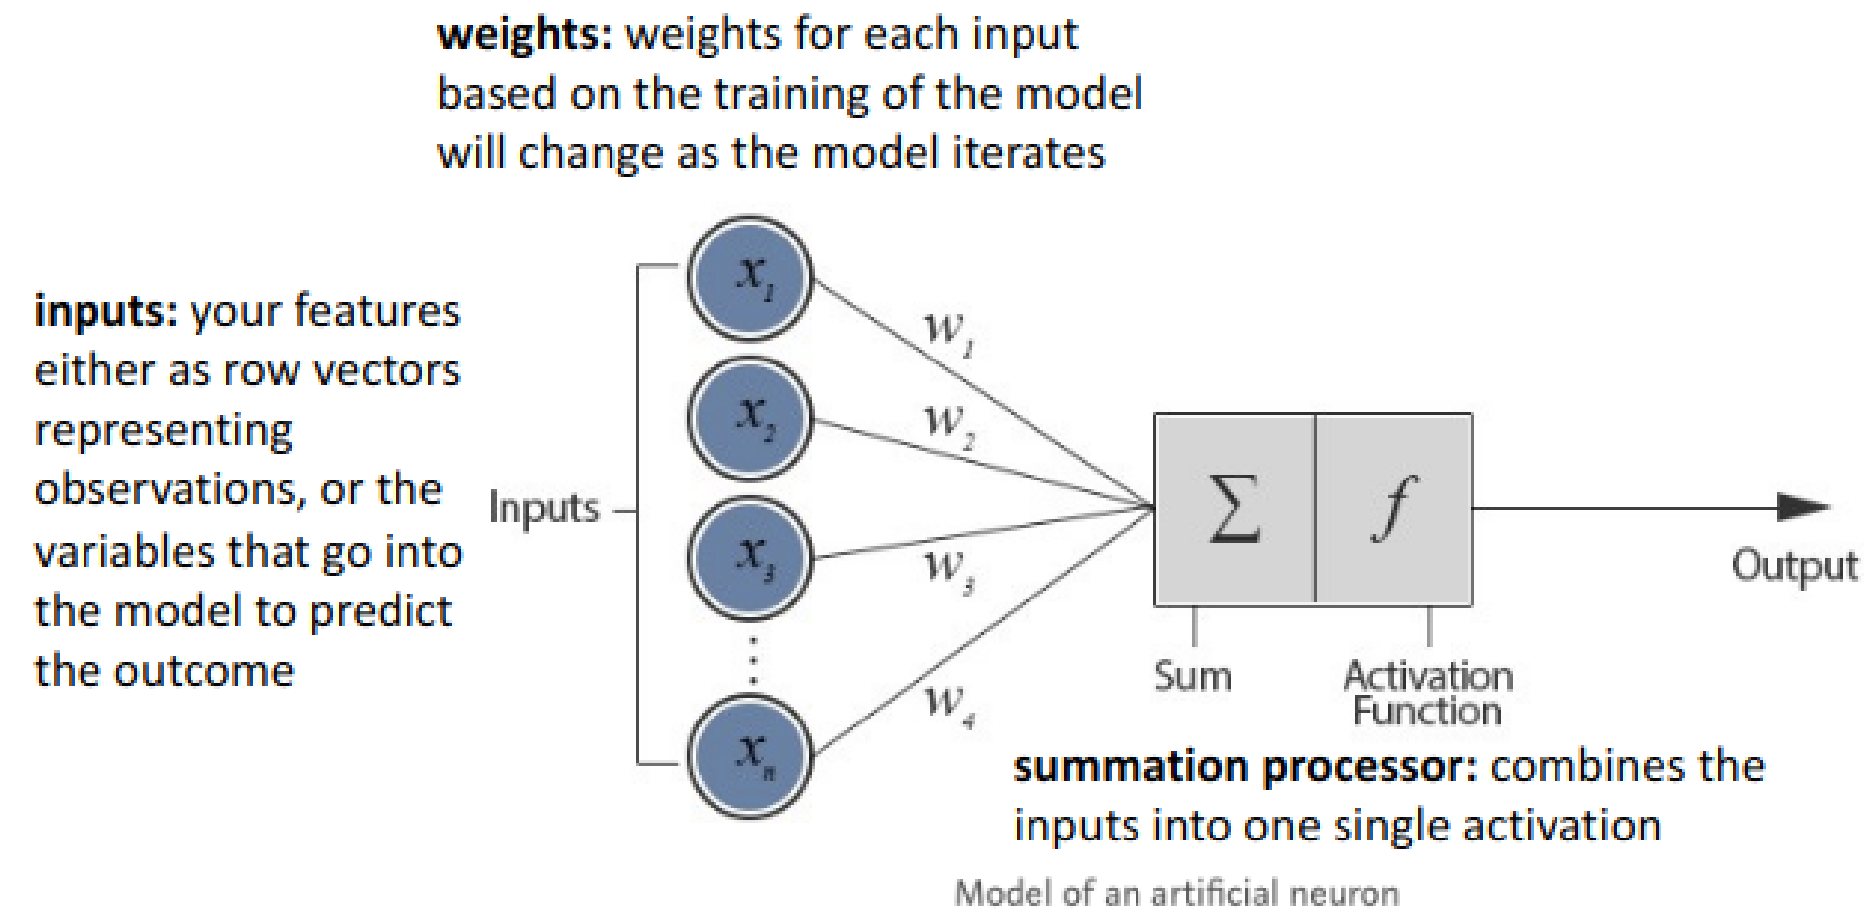 weights: weights for each input
based on the training of the model
will change as the model iterates
inputs: your features
either as row vectors
representing
observations, or the
variables that go into
the model to predict
the outcome
Inputs
x1
x2
x3
xn
w1
w2
w3
w4
Σ
f
Sum
Activation
Function
Output
summation processor: combines the
inputs into one single activation
Model of an artificial neuron